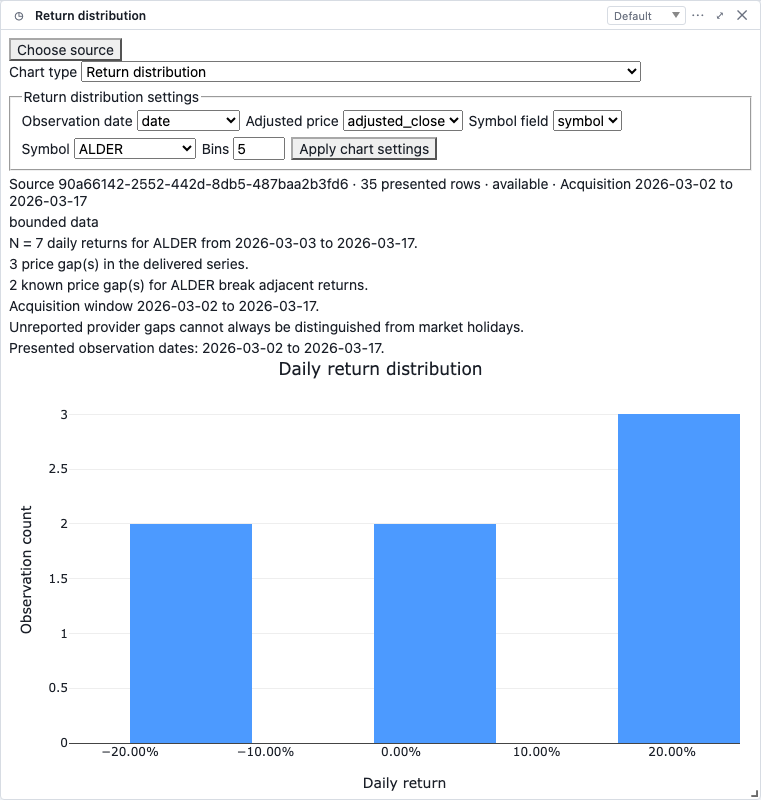 Return distribution
Default
Choose source
Chart type Return distribution
Return distribution settings
Observation date date Adjusted price adjusted_close Symbol field symbol
Symbol ALDER Bins 5 Apply chart settings
Source 90a66142-2552-442d-8db5-487baa2b3fd6 · 35 presented rows · available · Acquisition 2026-03-02 to
2026-03-17
bounded data
N = 7 daily returns for ALDER from 2026-03-03 to 2026-03-17.
3 price gap(s) in the delivered series.
2 known price gap(s) for ALDER break adjacent returns.
Acquisition window 2026-03-02 to 2026-03-17.
Unreported provider gaps cannot always be distinguished from market holidays.
Presented observation dates: 2026-03-02 to 2026-03-17.
Daily return distribution
3
2.5
2
1.5
1
0.5
0
Observation count
−20.00% −10.00% 0.00% 10.00% 20.00%
Daily return